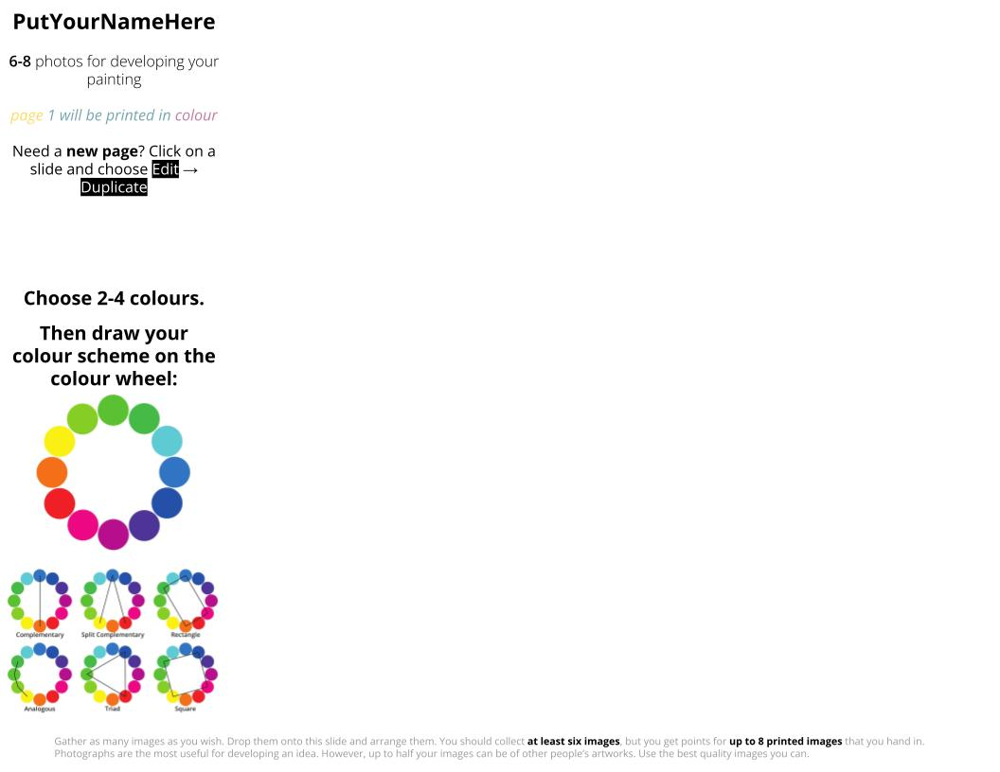 PutYourNameHere
6-8 photos for developing your
painting
page 1 will be printed in colour
Need a new page? Click on a
slide and choose Edit →
Duplicate
Choose 2-4 colours.
Then draw your
colour scheme on the
colour wheel:
Complementary
Split Complementary
Rectangle
Analogous
Triad
Square
Gather as many images as you wish. Drop them onto this slide and arrange them. You should collect at least six images, but you get points for up to 8 printed images that you hand in.
Photographs are the most useful for developing an idea. However, up to half your images can be of other people's artworks. Use the best quality images you can.